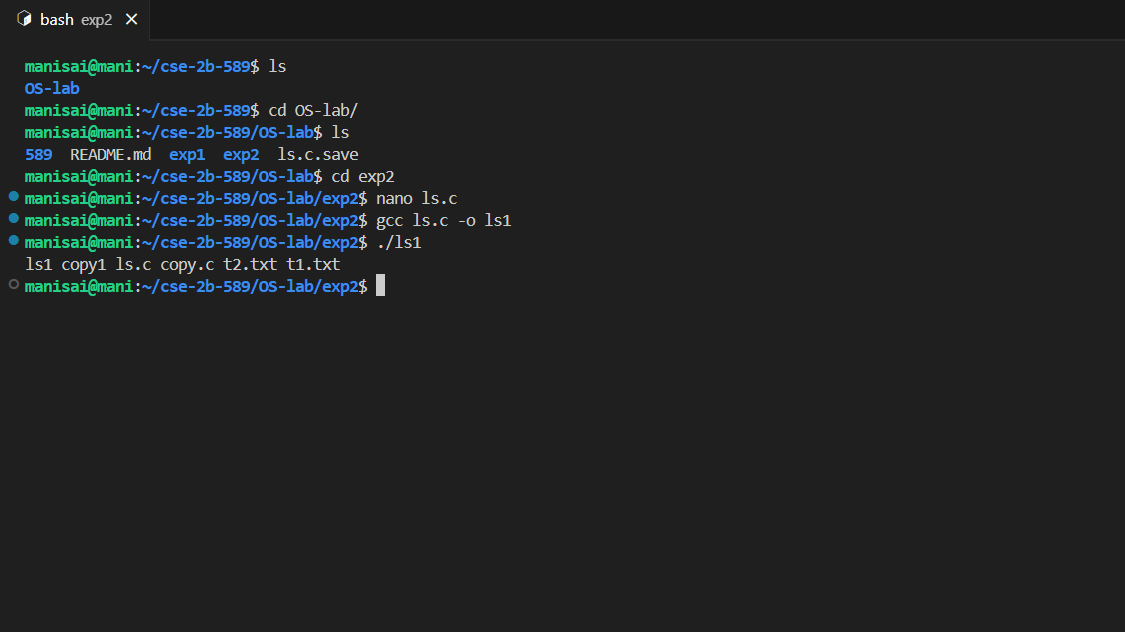 bash exp2 ✕
manisai@mani:~/cse-2b-589$ ls
OS-lab
manisai@mani:~/cse-2b-589$ cd OS-lab/
manisai@mani:~/cse-2b-589/OS-lab$ ls
589  README.md  exp1  exp2  ls.c.save
manisai@mani:~/cse-2b-589/OS-lab$ cd exp2
manisai@mani:~/cse-2b-589/OS-lab/exp2$ nano ls.c
manisai@mani:~/cse-2b-589/OS-lab/exp2$ gcc ls.c -o ls1
manisai@mani:~/cse-2b-589/OS-lab/exp2$ ./ls1
ls1 copy1 ls.c copy.c t2.txt t1.txt
manisai@mani:~/cse-2b-589/OS-lab/exp2$